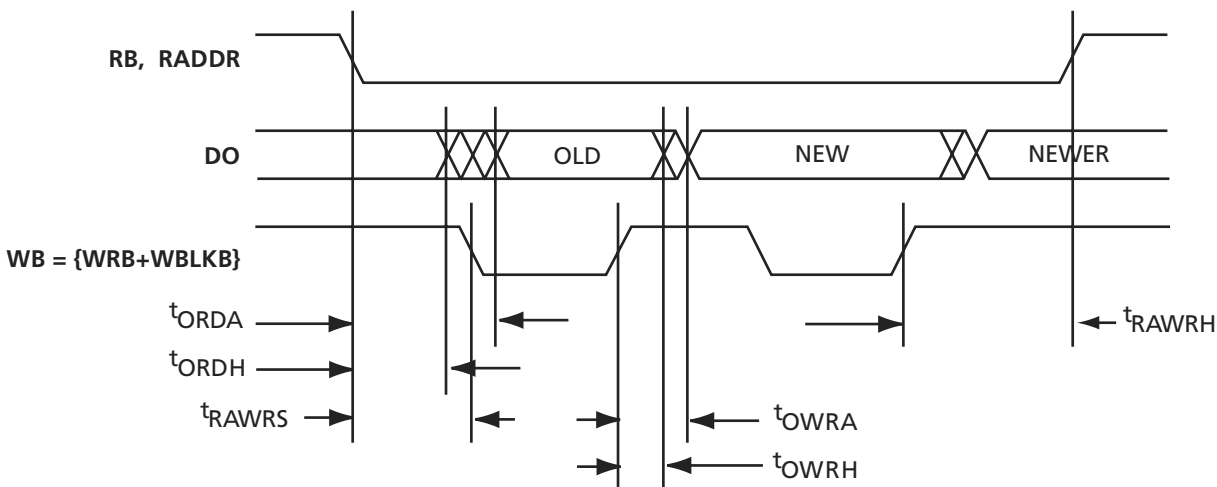 RB, RADDR
DO
OLD
NEW
NEWER
WB = {WRB+WBLKB}
tORDA
tRAWRH
tORDH
tRAWRS
tOWRA
tOWRH